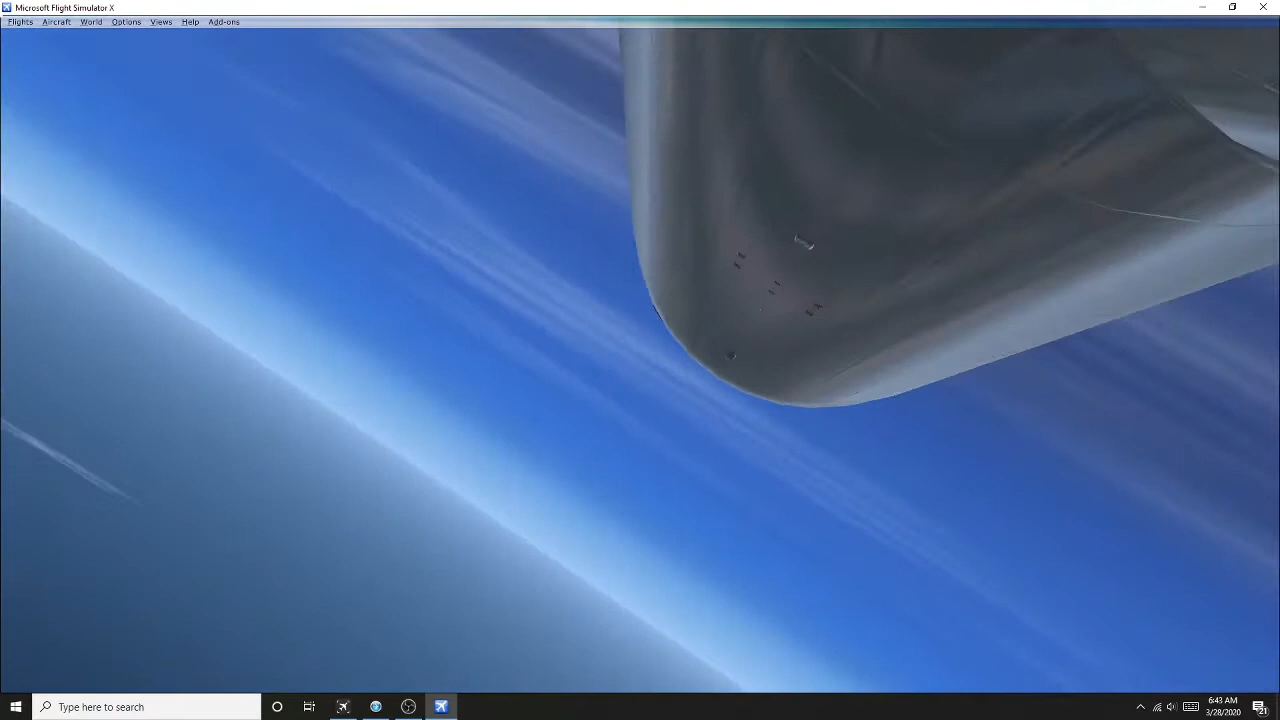 Microsoft Flight Simulator X
Flights Aircraft World Options Views Help Add-ons
Type here to search
6:43 AM
3/28/2020
21